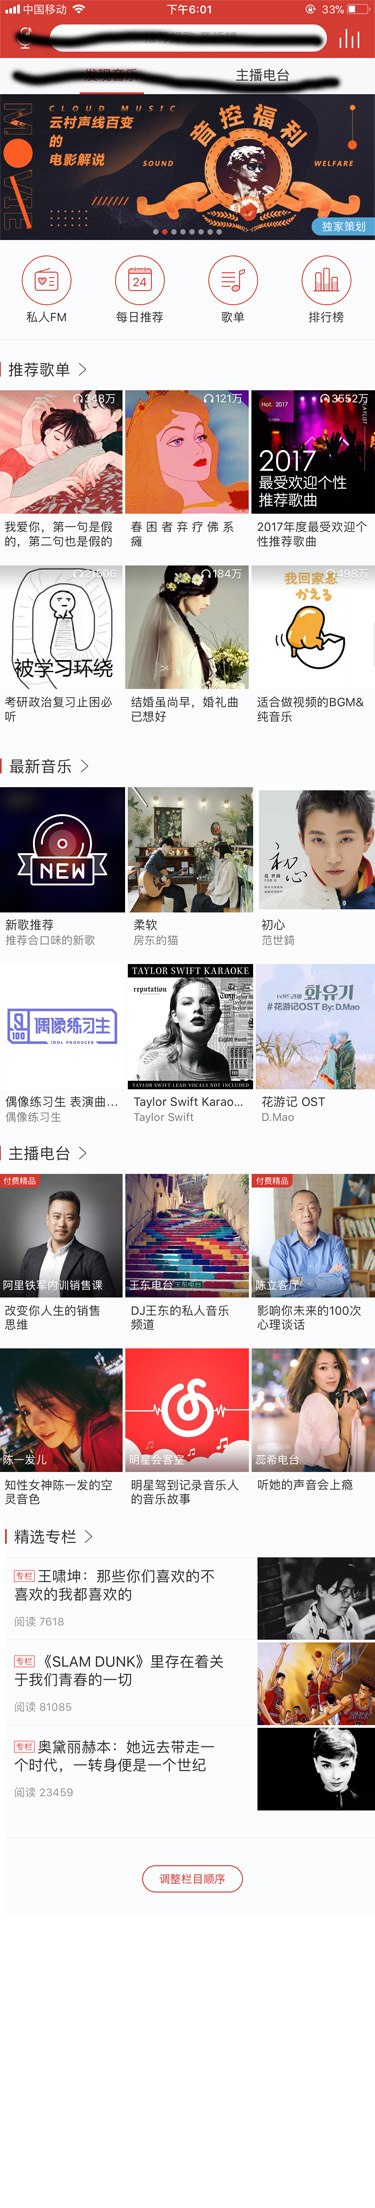 中国移动
下午6:01
33%
主播电台
MOVIE
CLOUD MUSIC
云村声线百变
的
电影解说
音控福利
SOUND
WELFARE
独家策划
24
私人FM
每日推荐
歌单
排行榜
推荐歌单
348万
121万
3552万
Hot. 2017
PLAYLIST
2017
最受欢迎个性
推荐歌曲
我爱你，第一句是假
的，第二句也是假的
春 困 者 弃 疗 佛 系
瘫
2017年度最受欢迎个
性推荐歌曲
184万
498万
我回家惹
かえる
被学习环绕
考研政治复习止困必
听
结婚虽尚早，婚礼曲
已想好
适合做视频的BGM&
纯音乐
最新音乐
NEW
初心
新歌推荐
推荐合口味的新歌
柔软
房东的猫
初心
范世錡
100
偶像练习生
IDOL PRODUCER
TAYLOR SWIFT KARAOKE
reputation
TAYLOR SWIFT LEAD VOCALS NOT INCLUDED
화유기
#花游记OST By: D.Mao
偶像练习生 表演曲...
偶像练习生
Taylor Swift Karao...
Taylor Swift
花游记 OST
D.Mao
主播电台
付费精品
付费精品
阿里铁军内训销售课
王东电台
陈立客厅
改变你人生的销售
思维
DJ王东的私人音乐
频道
影响你未来的100次
心理谈话
陈一发儿
明星会客室
蕊希电台
知性女神陈一发的空
灵音色
明星驾到记录音乐人
的音乐故事
听她的声音会上瘾
精选专栏
专栏 王啸坤：那些你们喜欢的不
喜欢的我都喜欢的
阅读 7618
专栏 《SLAM DUNK》里存在着关
于我们青春的一切
阅读 81085
专栏 奥黛丽赫本：她远去带走一
个时代，一转身便是一个世纪
阅读 23459
调整栏目顺序